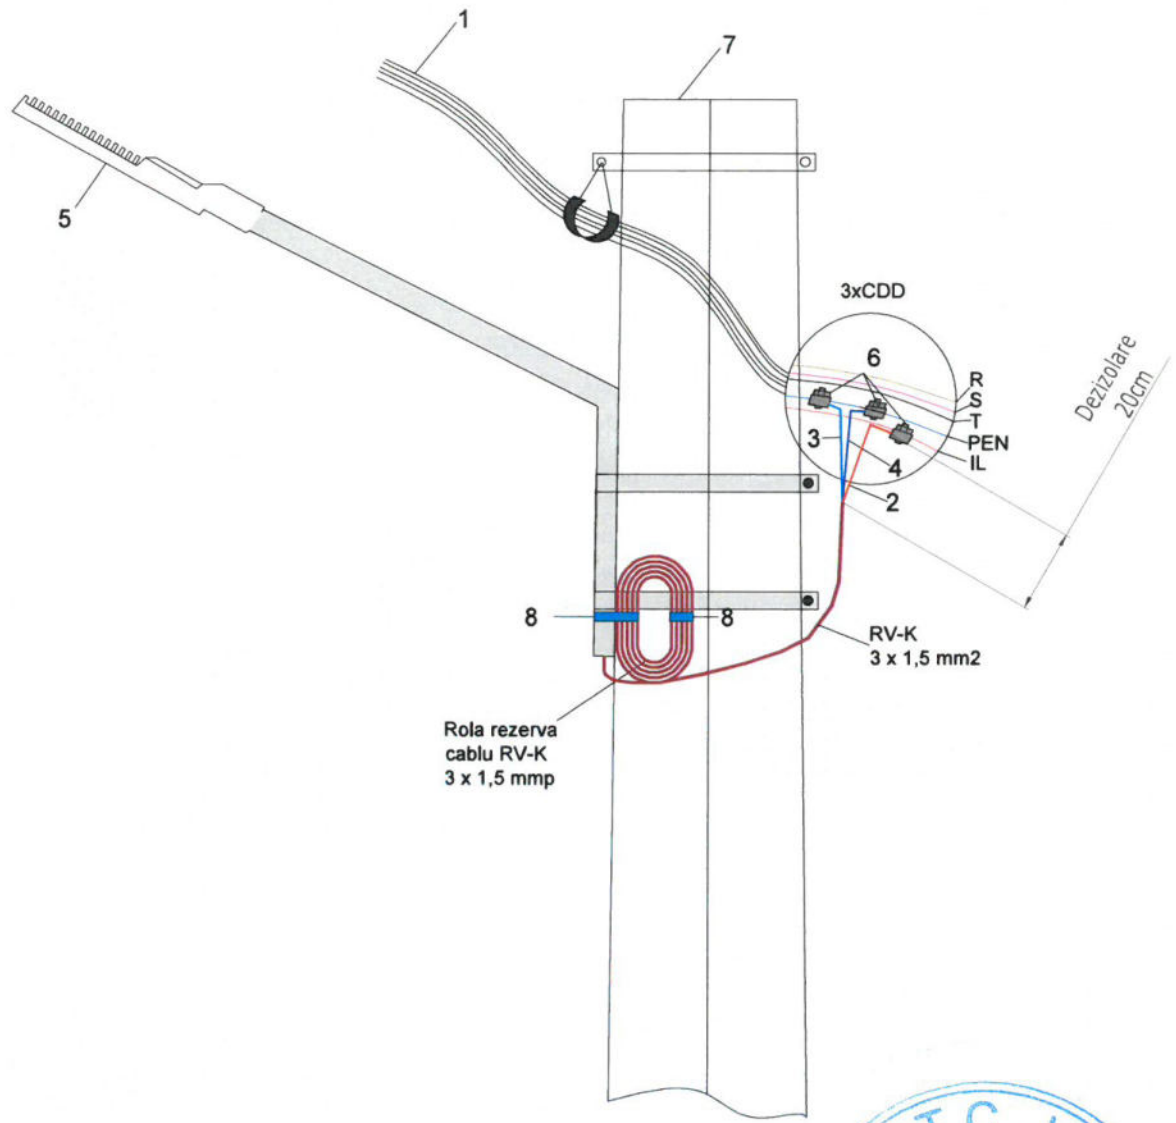 1
7
5
3xCDD
6
R
S
T
PEN
IL
3
4
2
Dezizolare
20cm
8
8
RV-K
3 x 1,5 mm2
Rola rezerva
cablu RV-K
3 x 1,5 mmp
T C